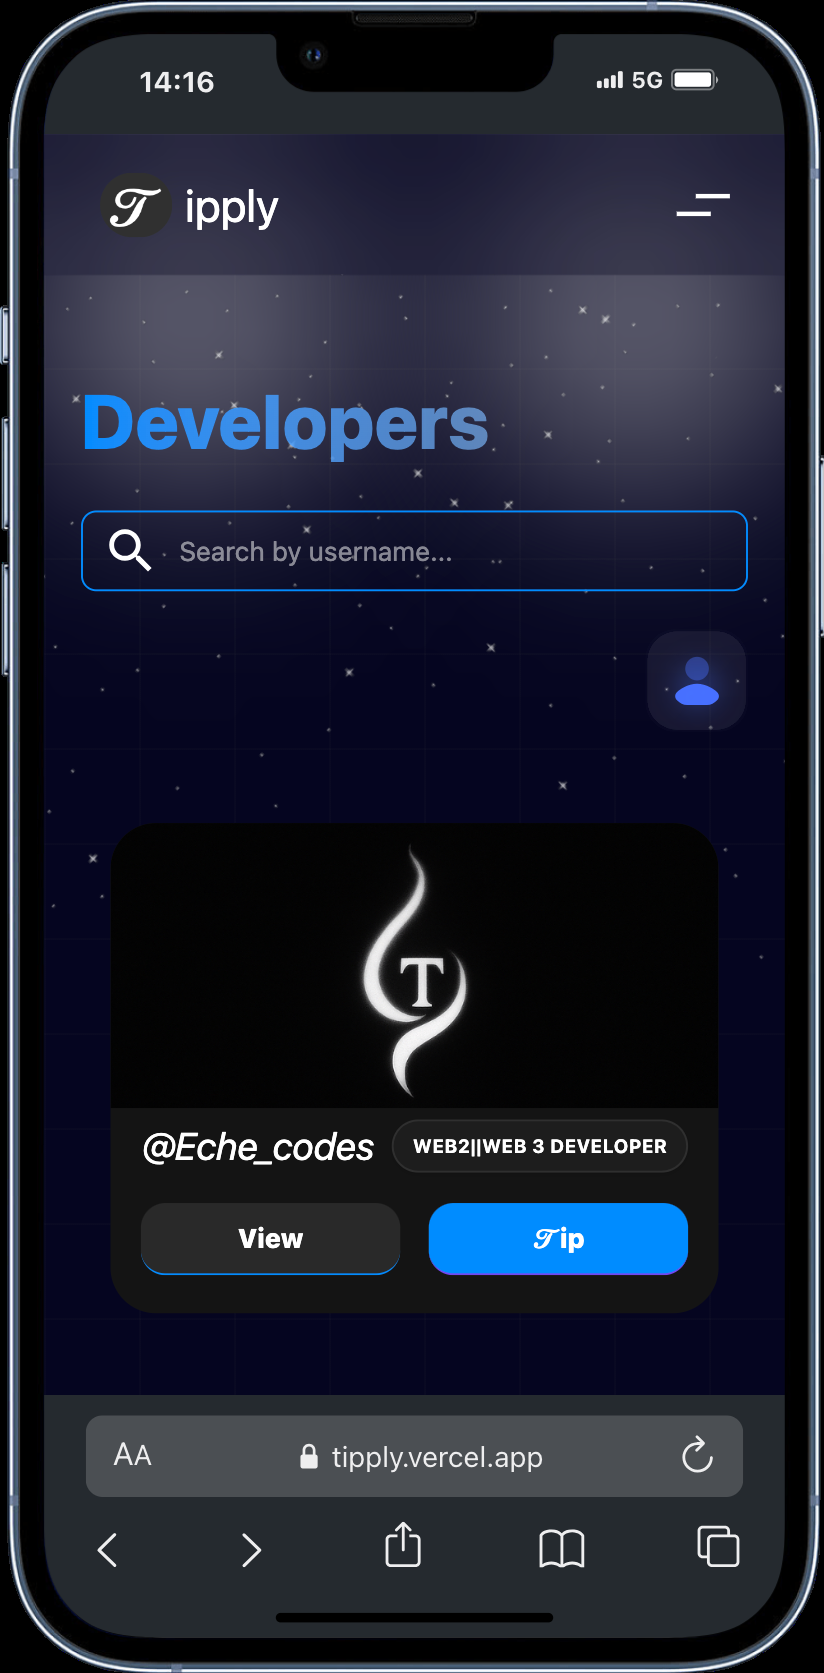 14:16 5G
𝒯 ipply
Developers
Search by username...
T
@Eche_codes WEB2||WEB 3 DEVELOPER
View 𝒯ip
AA tipply.vercel.app